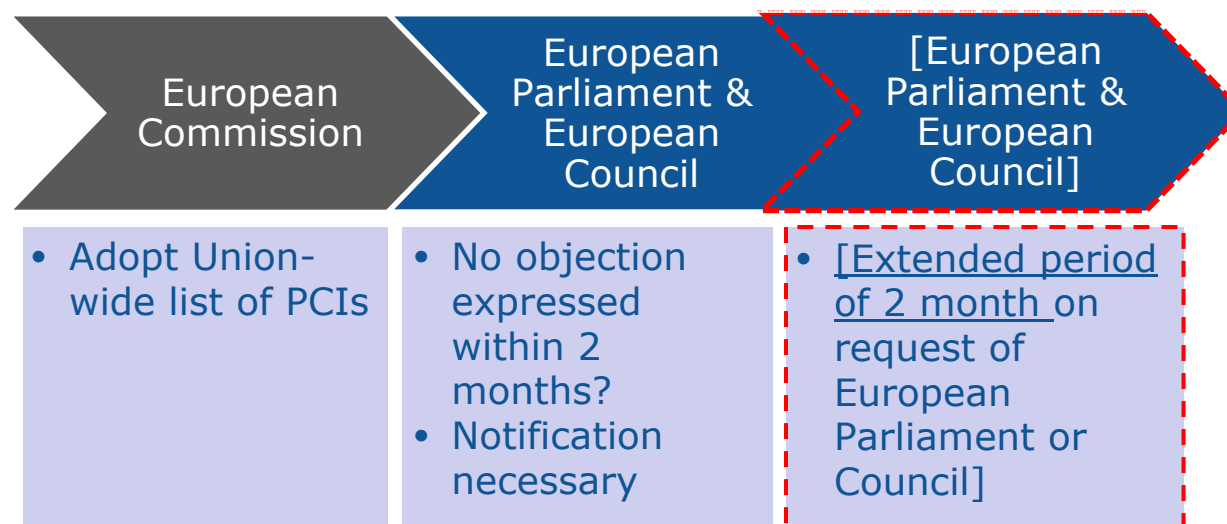 European
Commission
European
Parliament &
European
Council
[European
Parliament &
European
Council]
• Adopt Union-
wide list of PCIs
• No objection
expressed
within 2
months?
• Notification
necessary
• [Extended period
of 2 month on
request of
European
Parliament or
Council]